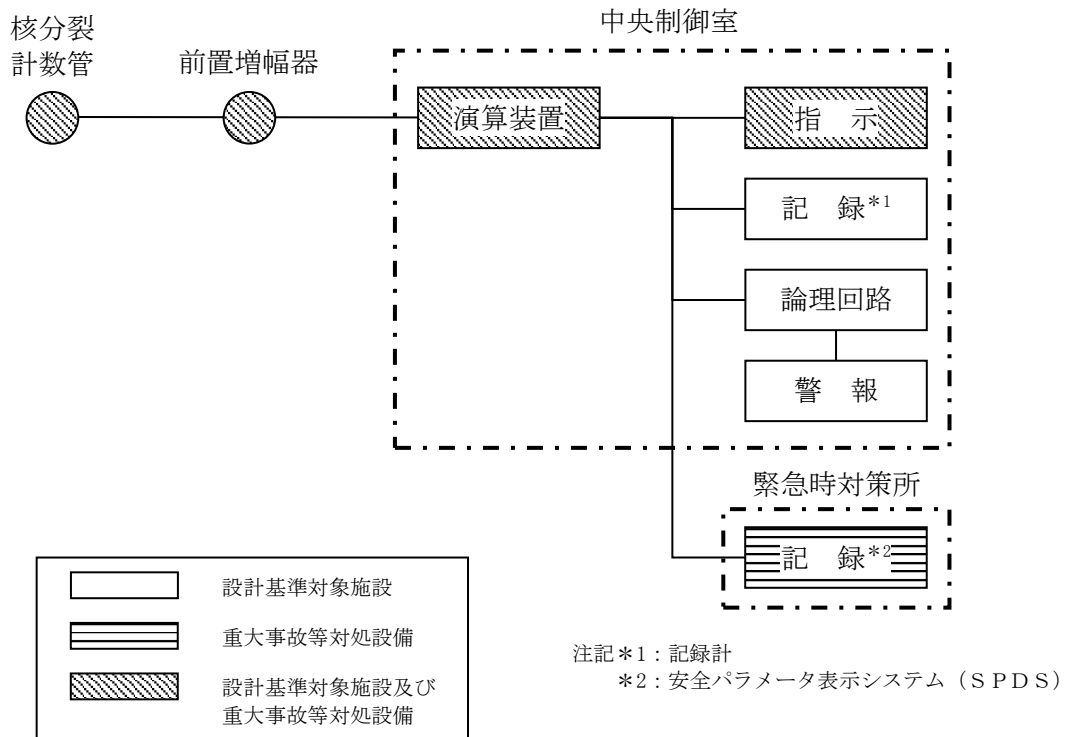 中央制御室
核分裂
計数管
前置増幅器
演算装置
指 示
記 録*1
論理回路
警 報
緊急時対策所
記 録*2
設計基準対象施設
重大事故等対処設備
設計基準対象施設及び
重大事故等対処設備
注記*1:記録計
*2:安全パラメータ表示システム(SPDS)